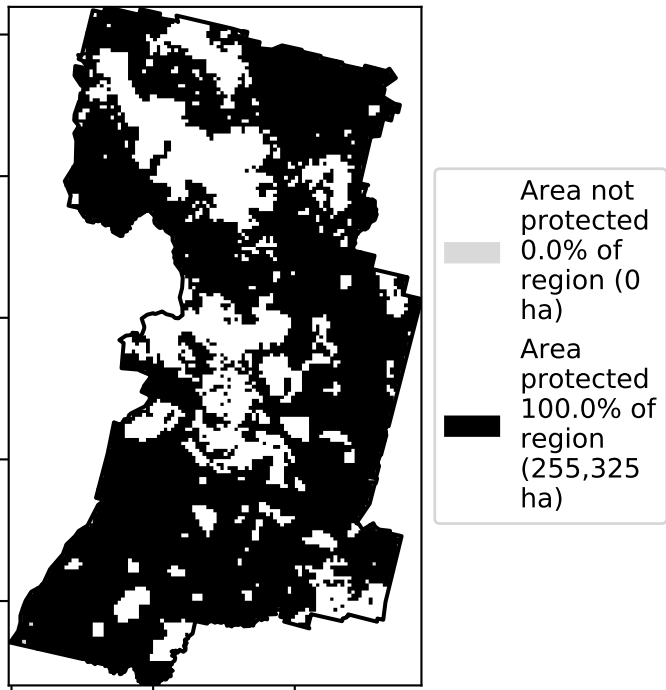 Area not
protected
0.0% of
region (0
ha)
Area
protected
100.0% of
region
(255,325
ha)